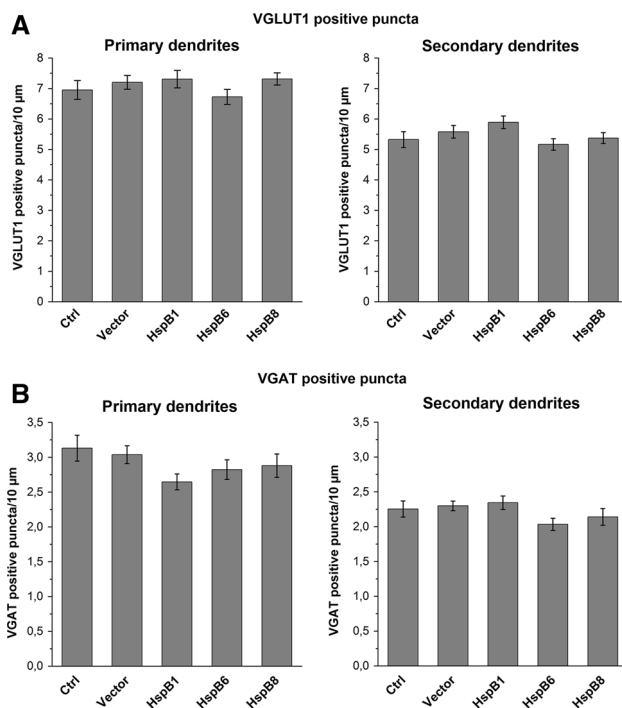 A
VGLUT1 positive puncta
Primary dendrites
Secondary dendrites
VGLUT1 positive puncta/10 µm
8
7
6
5
4
3
2
1
0
Ctrl
Vector
HspB1
HspB6
HspB8
VGLUT1 positive puncta/10 µm
8
7
6
5
4
3
2
1
0
Ctrl
Vector
HspB1
HspB6
HspB8
B
VGAT positive puncta
Primary dendrites
Secondary dendrites
VGAT positive puncta/10 µm
3,5
3,0
2,5
2,0
1,5
1,0
0,5
0,0
Ctrl
Vector
HspB1
HspB6
HspB8
VGAT positive puncta/10 µm
3,5
3,0
2,5
2,0
1,5
1,0
0,5
0,0
Ctrl
Vector
HspB1
HspB6
HspB8